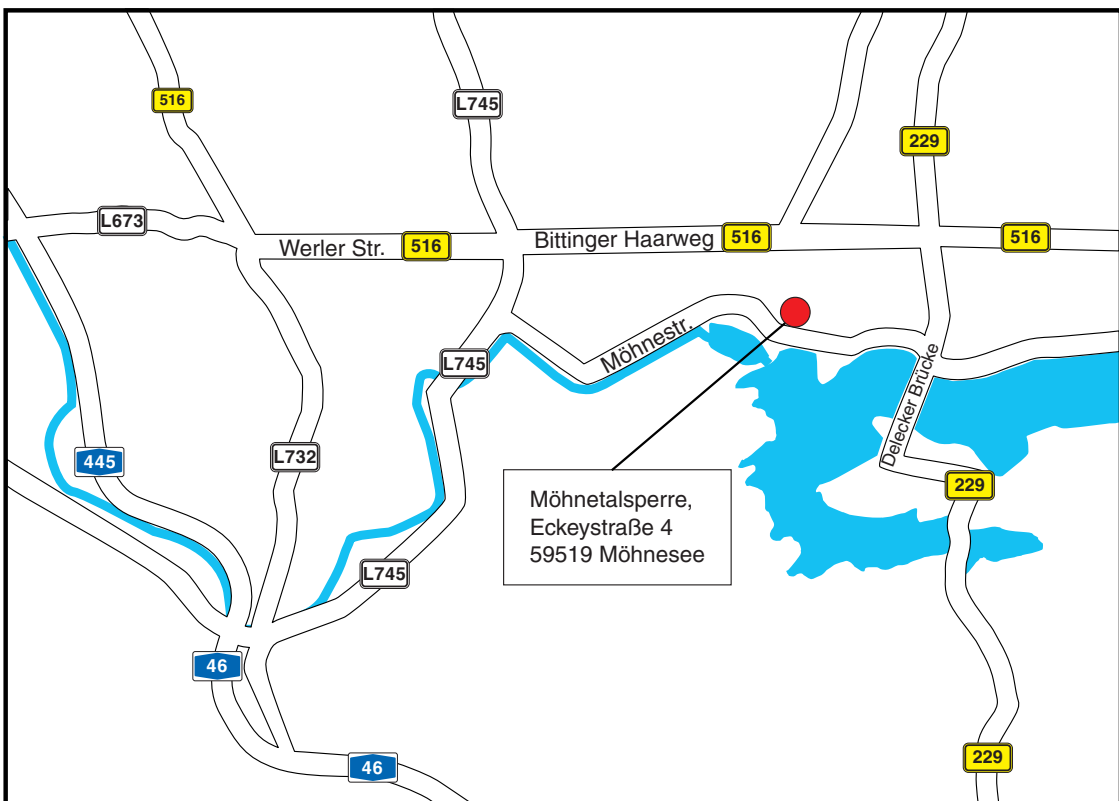 516
L745
229
L673
Werler Str.
516
Bittinger Haarweg
516
516
Möhnestr.
L745
Delecker Brücke
445
L732
229
Möhnetalsperre,
Eckeystraße 4
59519 Möhnesee
L745
46
46
229